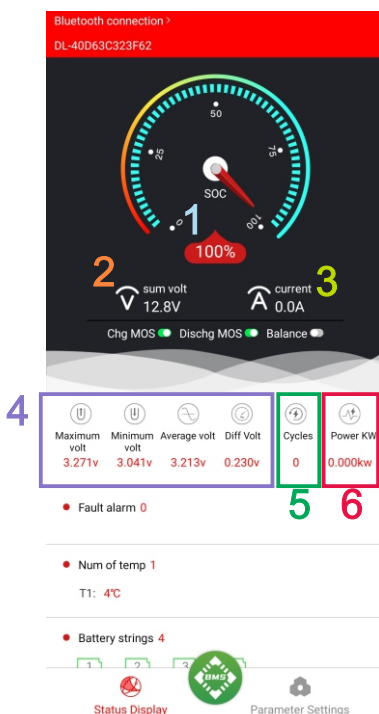 Bluetooth connection >
DL-40D63C323F62
50
25
75
SOC
0
100
1
100%
2
sum volt
12.8V
current
0.0A
3
Chg MOS Dischg MOS Balance
4
Maximum volt
Minimum volt
Average volt
Diff Volt
Cycles
Power KW
3.271v 3.041v 3.213v 0.230v 0 0.000kw
5 6
Fault alarm 0
Num of temp 1
T1: 4℃
Battery strings 4
1 2 3
BMS
Status Display Parameter Settings